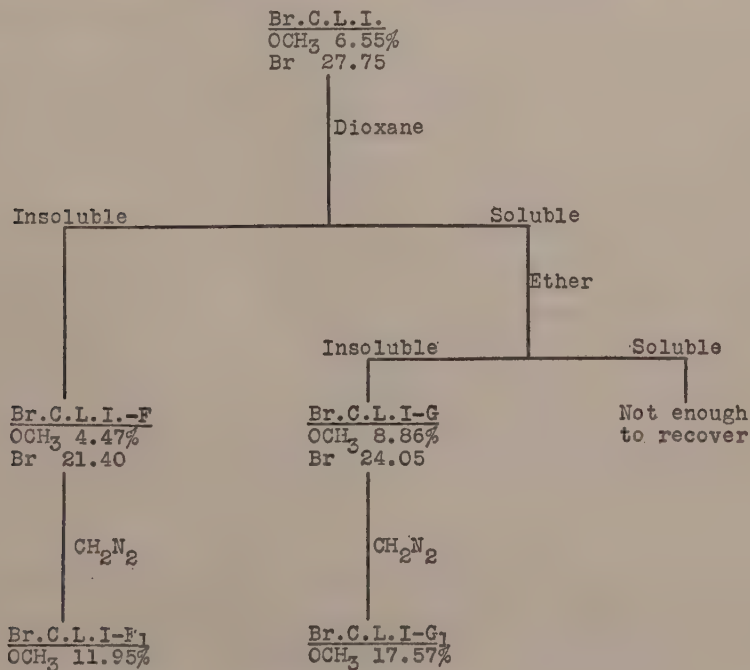 Br.C.L.I.
OCH3 6.55%
Br 27.75
Dioxane
Insoluble
Soluble
Ether
Insoluble
Soluble
Br.C.L.I.-F
OCH3 4.47%
Br 21.40
Br.C.L.I-G
OCH3 8.86%
Br 24.05
Not enough
to recover
CH2N2
CH2N2
Br.C.L.I-F1
OCH3 11.95%
Br.C.L.I-G1
OCH3 17.57%